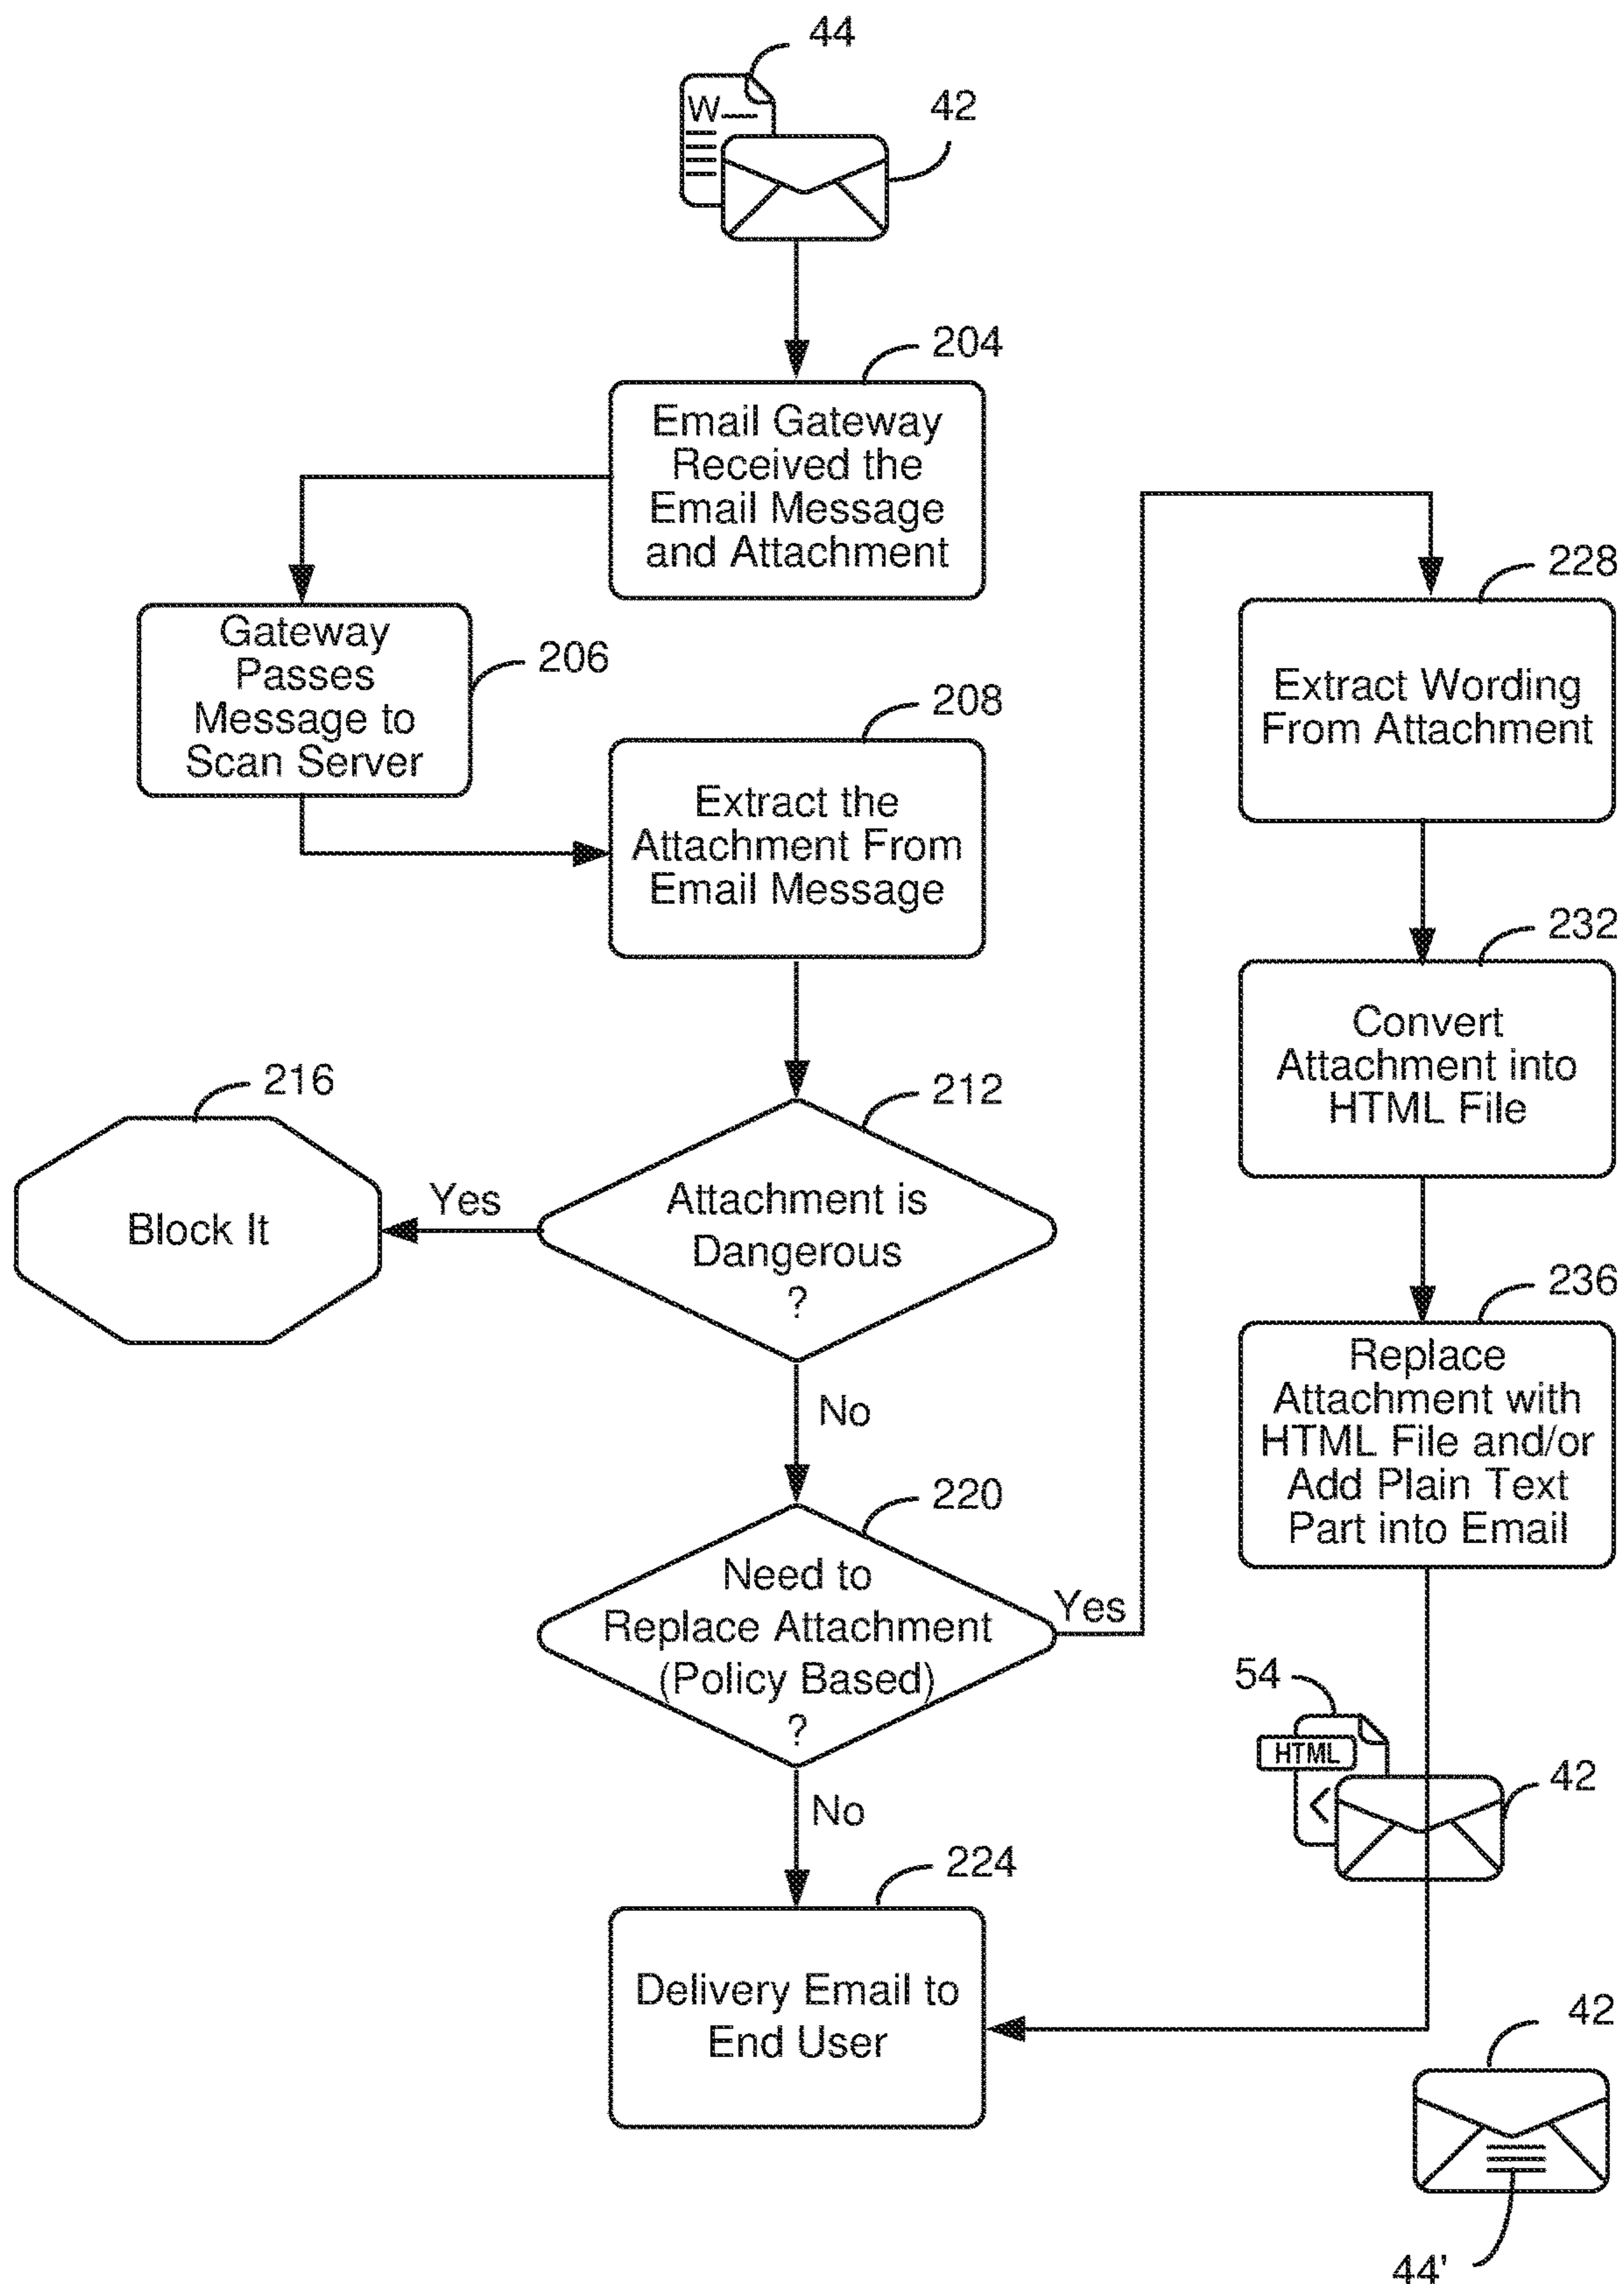 44
W
42
204
Email Gateway
Received the
Email Message
and Attachment
Gateway
Passes
Message to
Scan Server
206
208
Extract the
Attachment From
Email Message
228
Extract Wording
From Attachment
232
Convert
Attachment into
HTML File
216
Block It
Yes
212
Attachment is
Dangerous
?
No
236
Replace
Attachment with
HTML File and/or
Add Plain Text
Part into Email
220
Need to
Replace Attachment
(Policy Based)
?
Yes
No
54
HTML
<
42
224
Delivery Email to
End User
42
44'